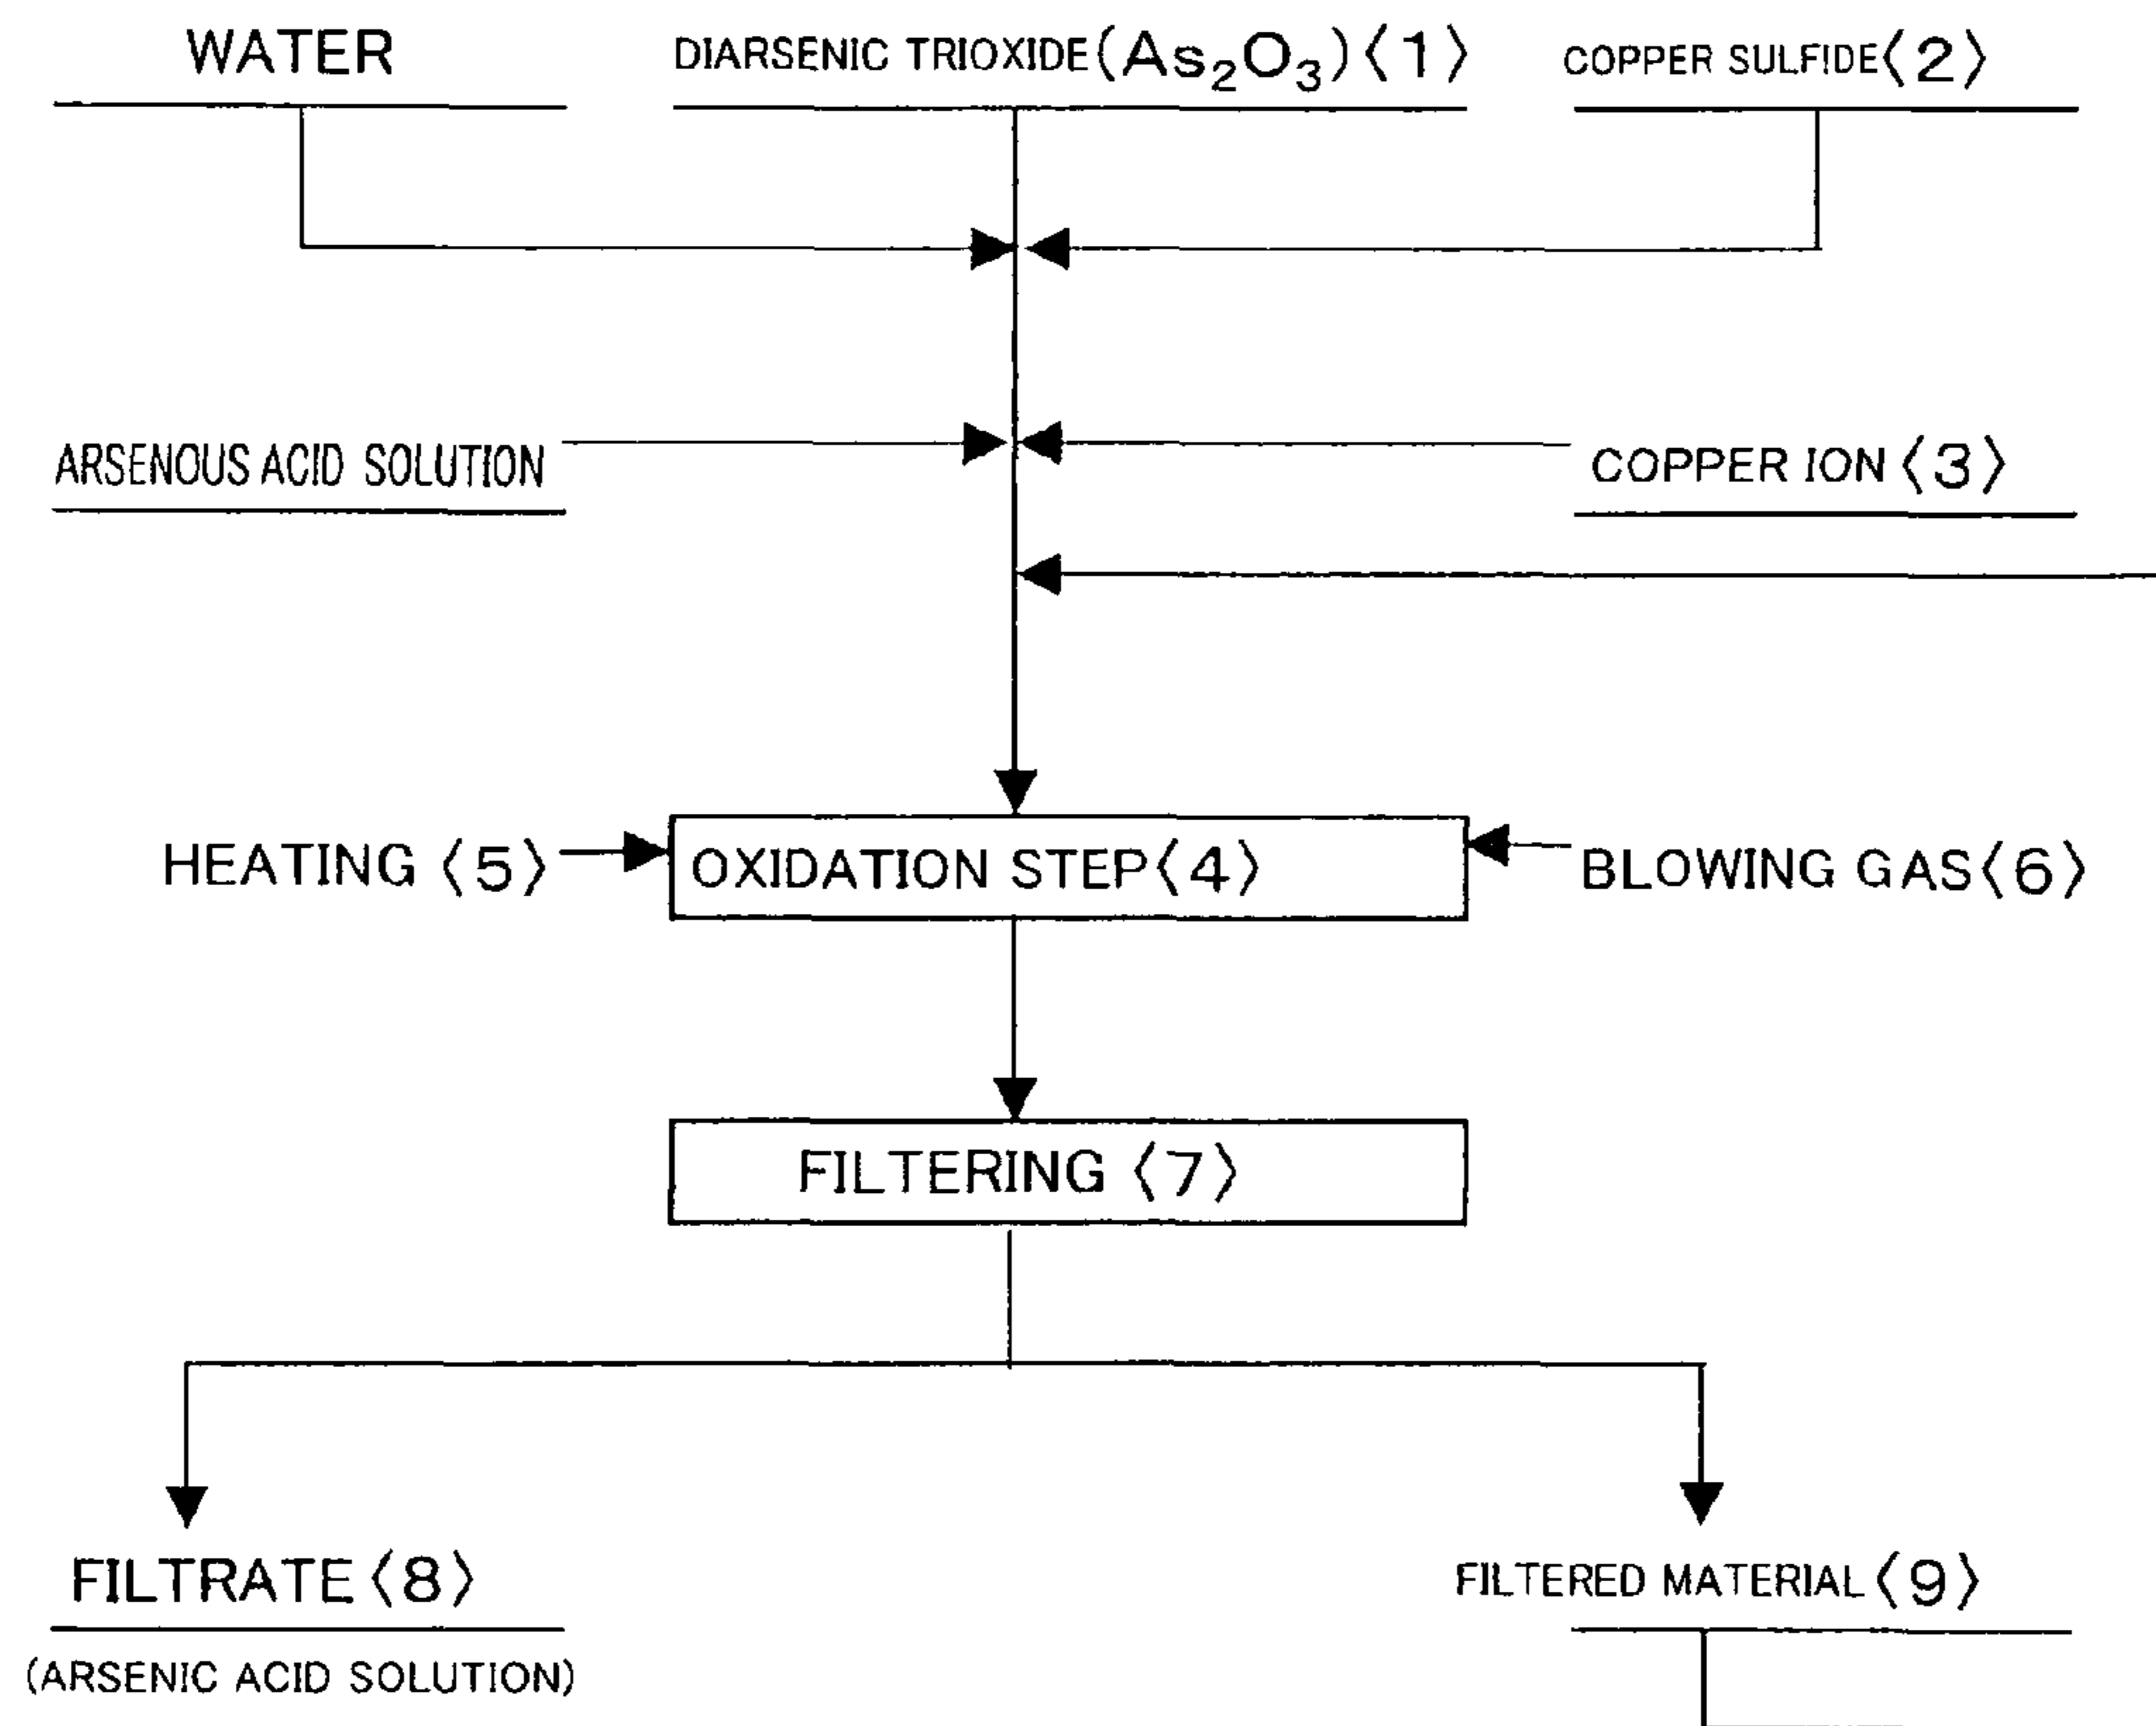 WATER
DIARSENIC TRIOXIDE(As₂O₃)〈1〉
COPPER SULFIDE〈2〉
ARSENOUS ACID SOLUTION
COPPER ION〈3〉
HEATING〈5〉
OXIDATION STEP〈4〉
BLOWING GAS〈6〉
FILTERING〈7〉
FILTRATE〈8〉
FILTERED MATERIAL〈9〉
(ARSENIC ACID SOLUTION)